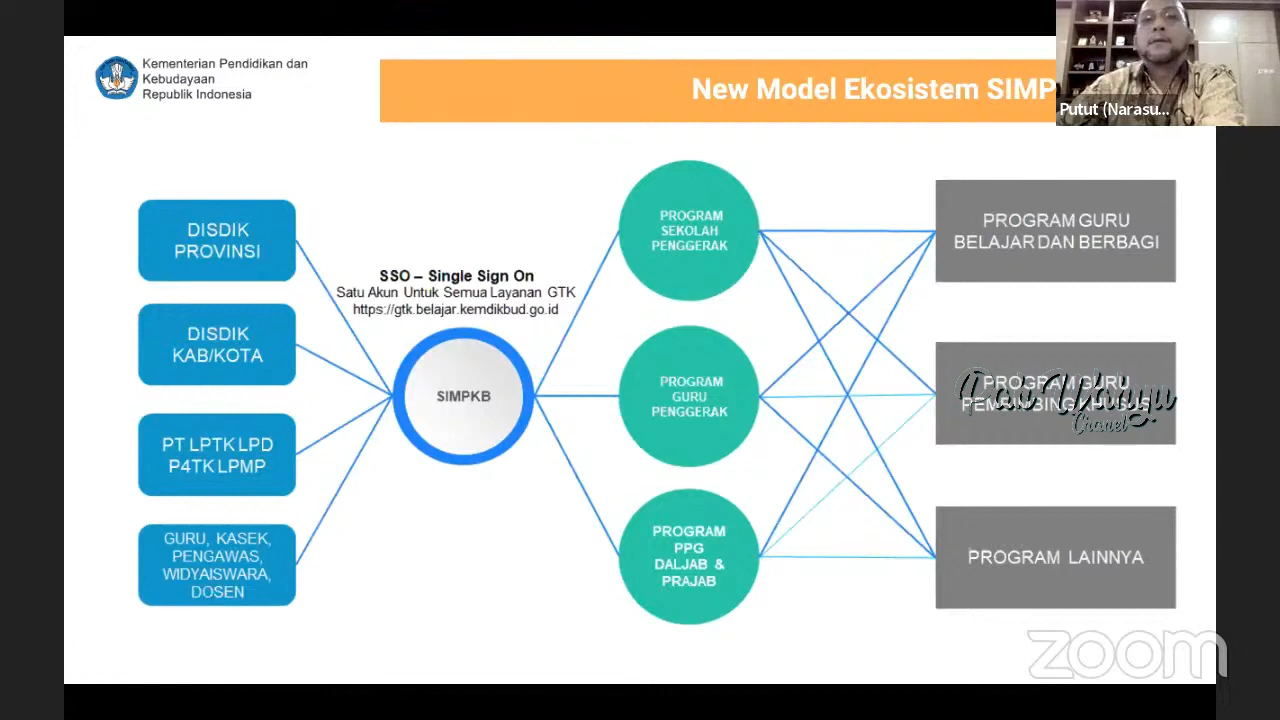 Kementerian Pendidikan dan
Kebudayaan
Republik Indonesia
New Model Ekosistem SIMP
Putut (Narasu...
DISDIK
PROVINSI
DISDIK
KAB/KOTA
PT LPTK LPD
P4TK LPMP
GURU, KASEK,
PENGAWAS,
WIDYAISWARA,
DOSEN
SSO – Single Sign On
Satu Akun Untuk Semua Layanan GTK
https://gtk.belajar.kemdikbud.go.id
SIMPKB
PROGRAM
SEKOLAH
PENGGERAK
PROGRAM
GURU
PENGGERAK
PROGRAM
PPG
DALJAB &
PRAJAB
PROGRAM GURU
BELAJAR DAN BERBAGI
PROGRAM GURU
PEMBIMBING KHUSUS
Chanel
PROGRAM LAINNYA
zoom